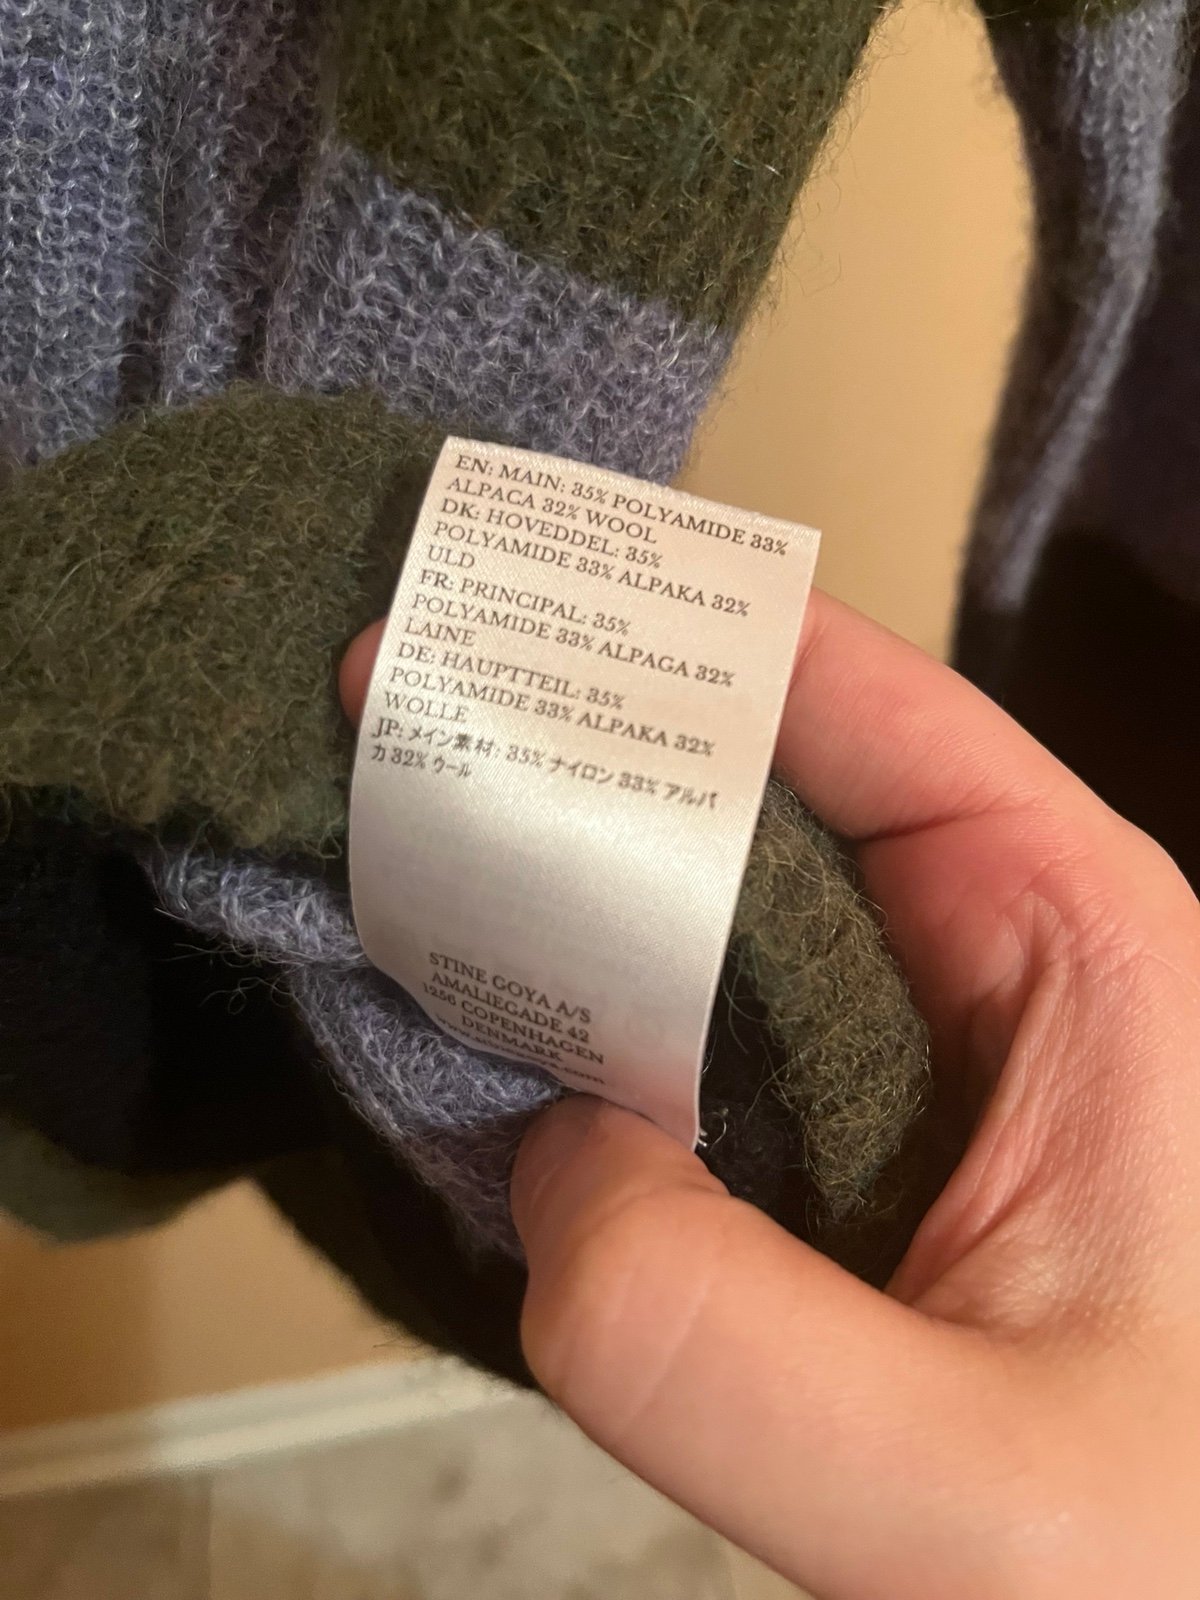 EN: MAIN: 35% POLYAMIDE 33%
ALPACA 32% WOOL
DK: HOVEDDEL: 35%
POLYAMIDE 33% ALPAKA 32%
ULD
FR: PRINCIPAL: 35%
POLYAMIDE 33% ALPAGA 32%
LAINE
DE: HAUPTTEIL: 35%
POLYAMIDE 33% ALPAKA 32%
WOLLE
JP: メイン素材: 35% ナイロン 33% アルパ
カ 32% ウール
STINE GOYA A/S
AMALIEGADE 42
1256 COPENHAGEN
DENMARK
www.stinegoya.com